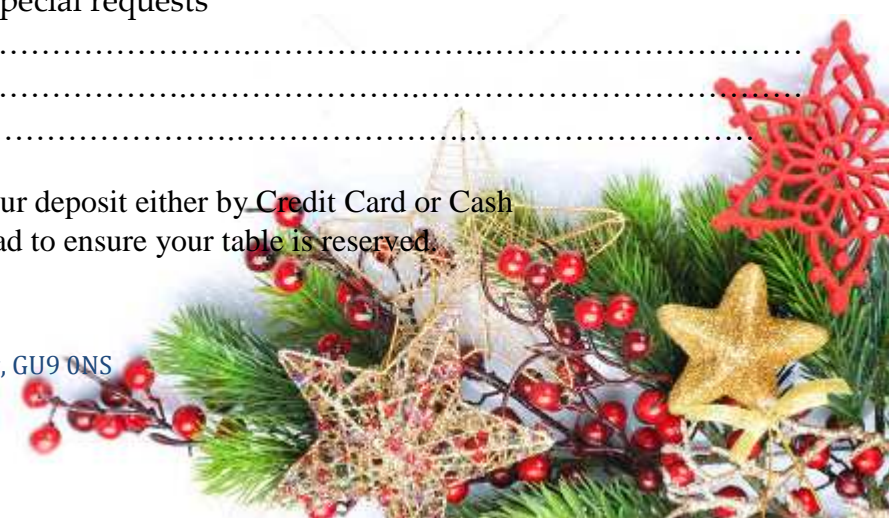 pecial requests
…………………………..……………………..………………………………
…………………..……………………..………………………………
…………………………..……………………..………………………………
ur deposit either by Credit Card or Cash
ad to ensure your table is reserved.
, GU9 0NS